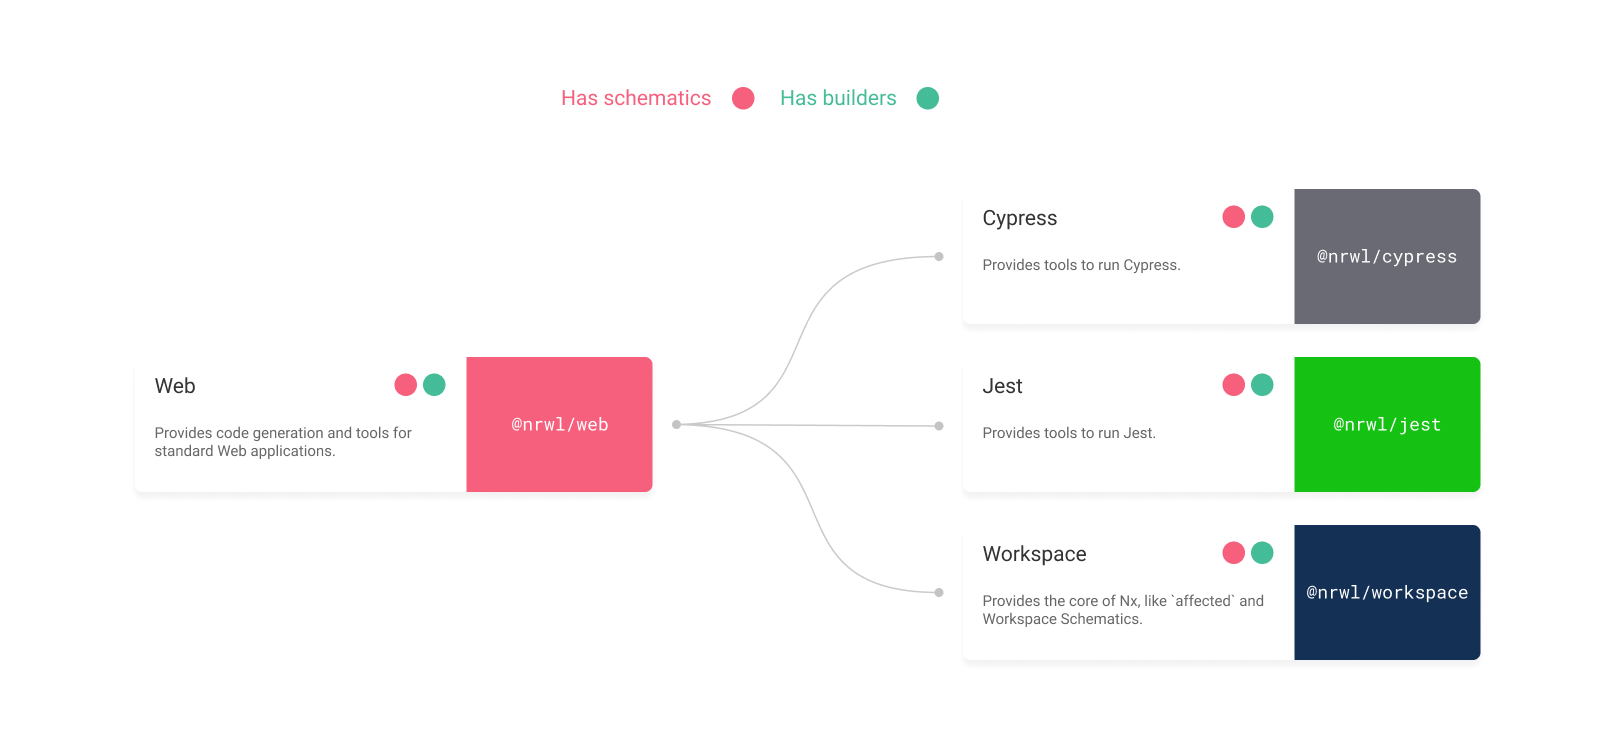 Has schematics
Has builders
Web
Provides code generation and tools for
standard Web applications.
@nrwl/web
Cypress
Provides tools to run Cypress.
@nrwl/cypress
Jest
Provides tools to run Jest.
@nrwl/jest
Workspace
Provides the core of Nx, like `affected` and
Workspace Schematics.
@nrwl/workspace